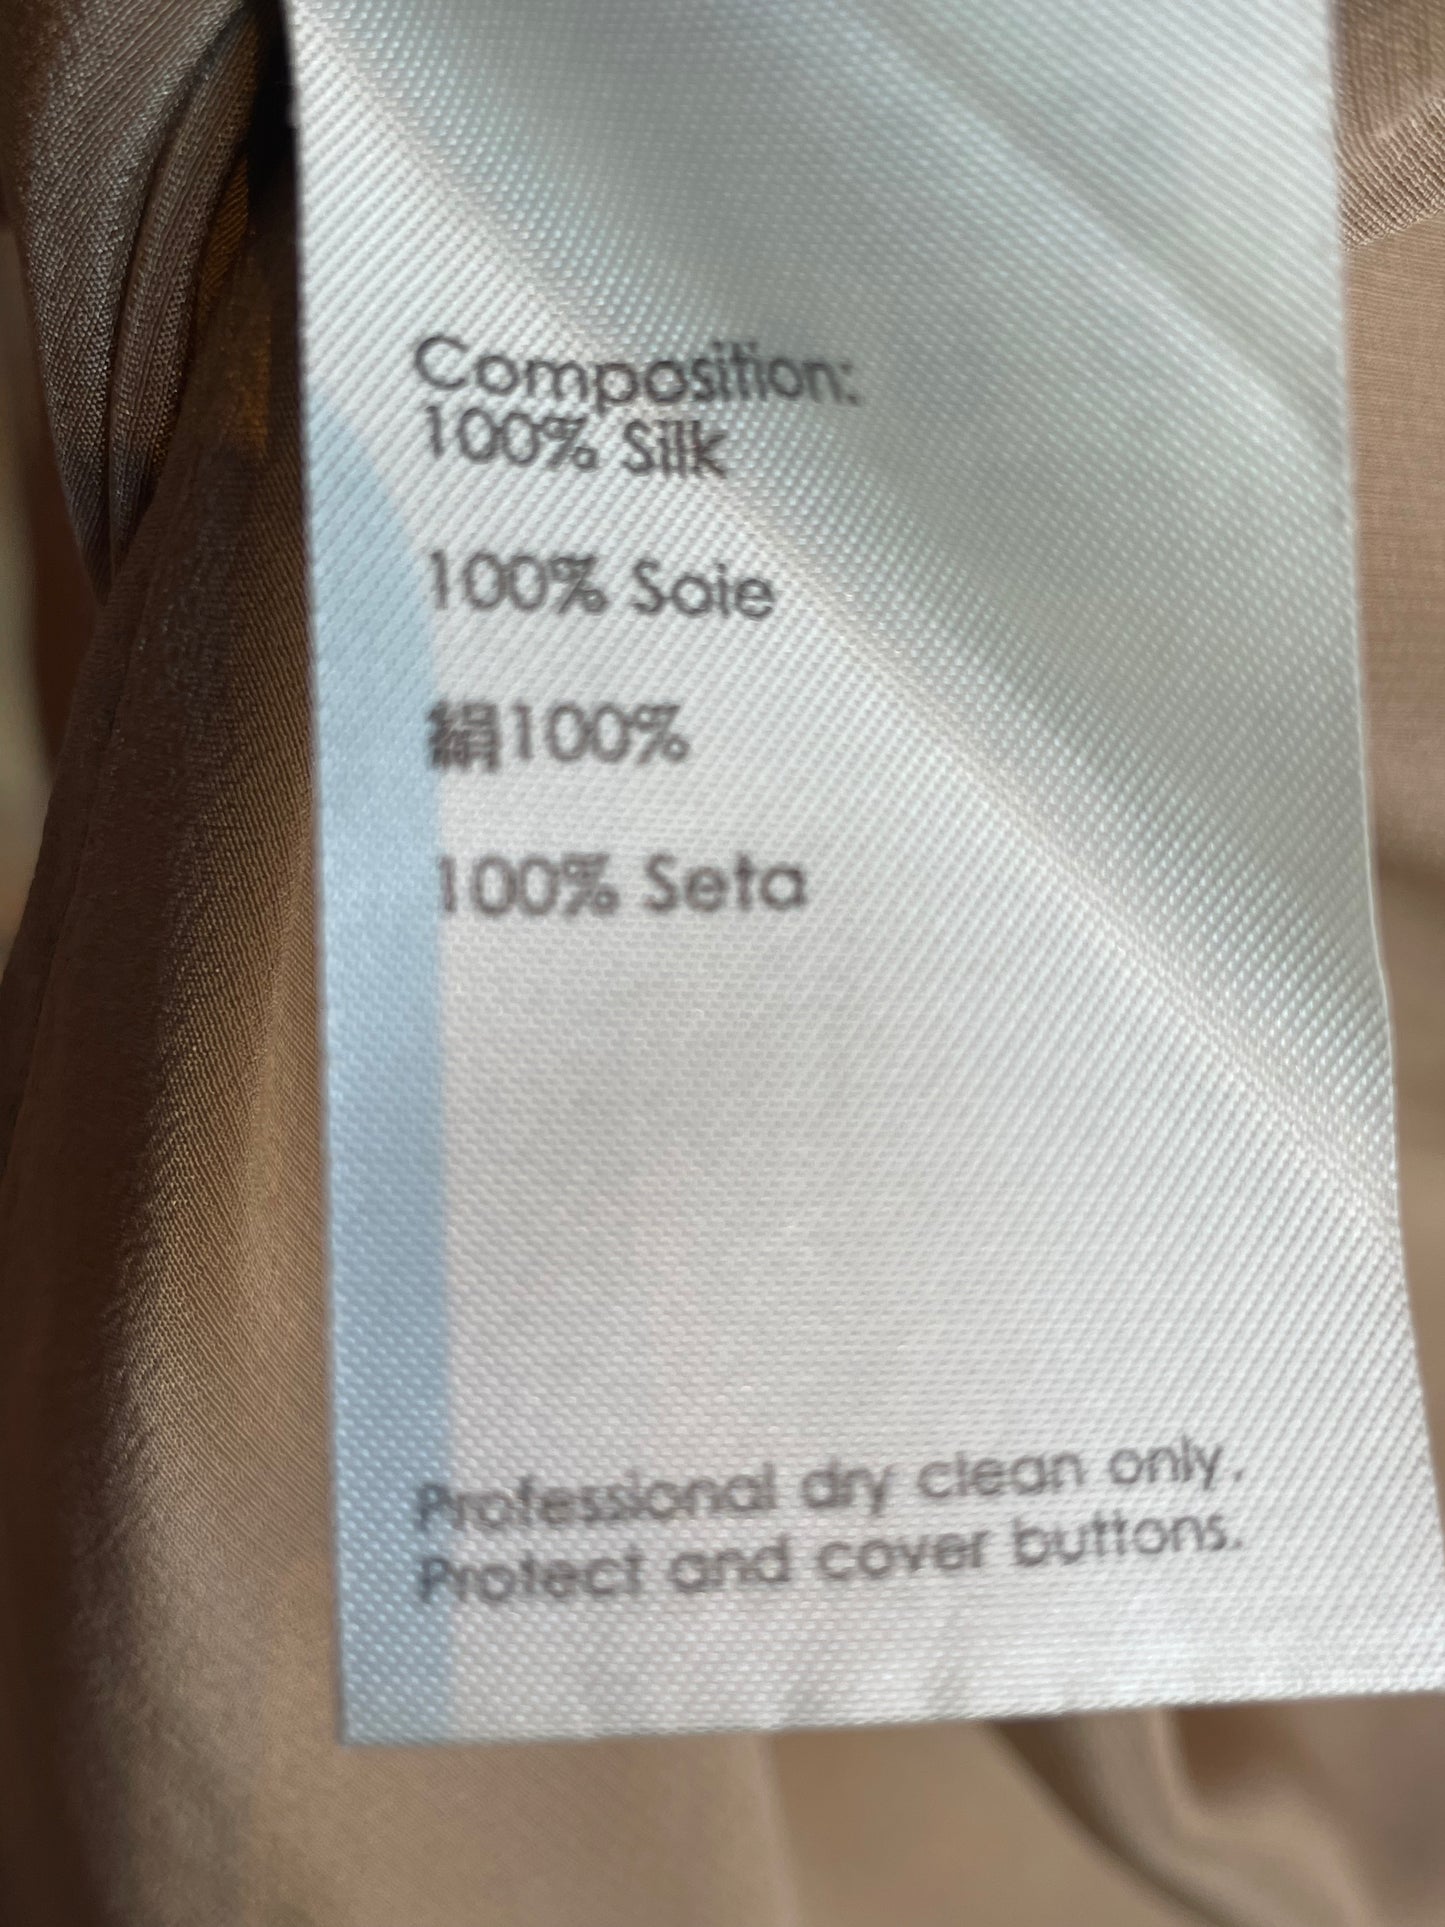 Composition:
100% Silk
100% Soie
絹100%
100% Seta
Professional dry clean only.
Protect and cover buttons.